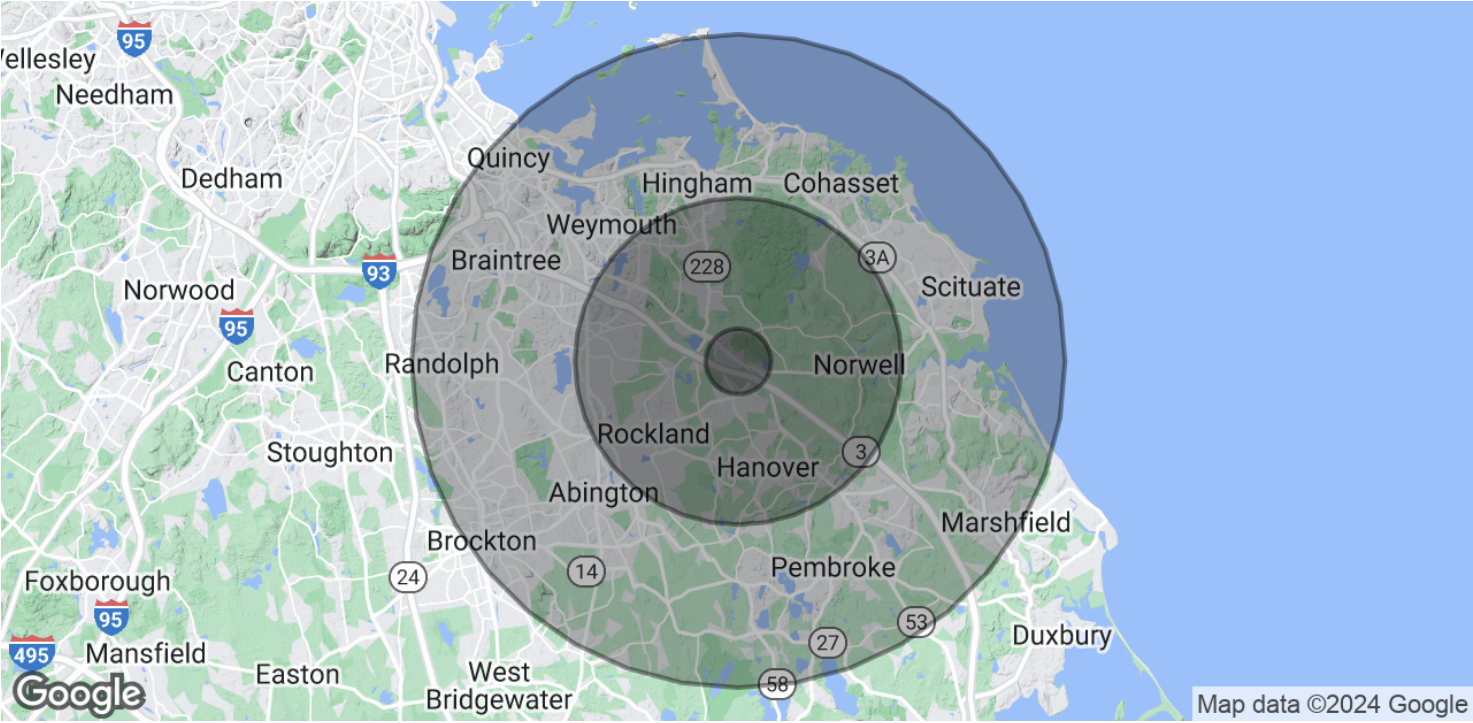 95
Vellesley
Needham
Quincy
Dedham
Hingham
Cohasset
Weymouth
Braintree
228
3A
93
Norwood
Scituate
95
Randolph
Norwell
Canton
Rockland
3
Stoughton
Hanover
Abington
Marshfield
Brockton
Pembroke
14
24
Foxborough
95
53
Duxbury
27
495
Mansfield
Easton
West
Bridgewater
58
Google
Map data ©2024 Google